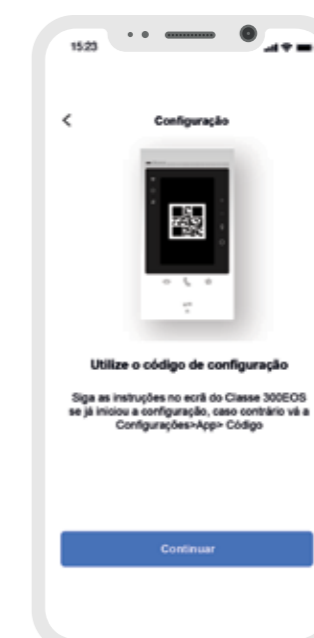 15:23
Configuração
Utilize o código de configuração
Siga as instruções no ecrã do Classe 300EOS
se já iniciou a configuração, caso contrário vá a
Configurações>App> Código
Continuar